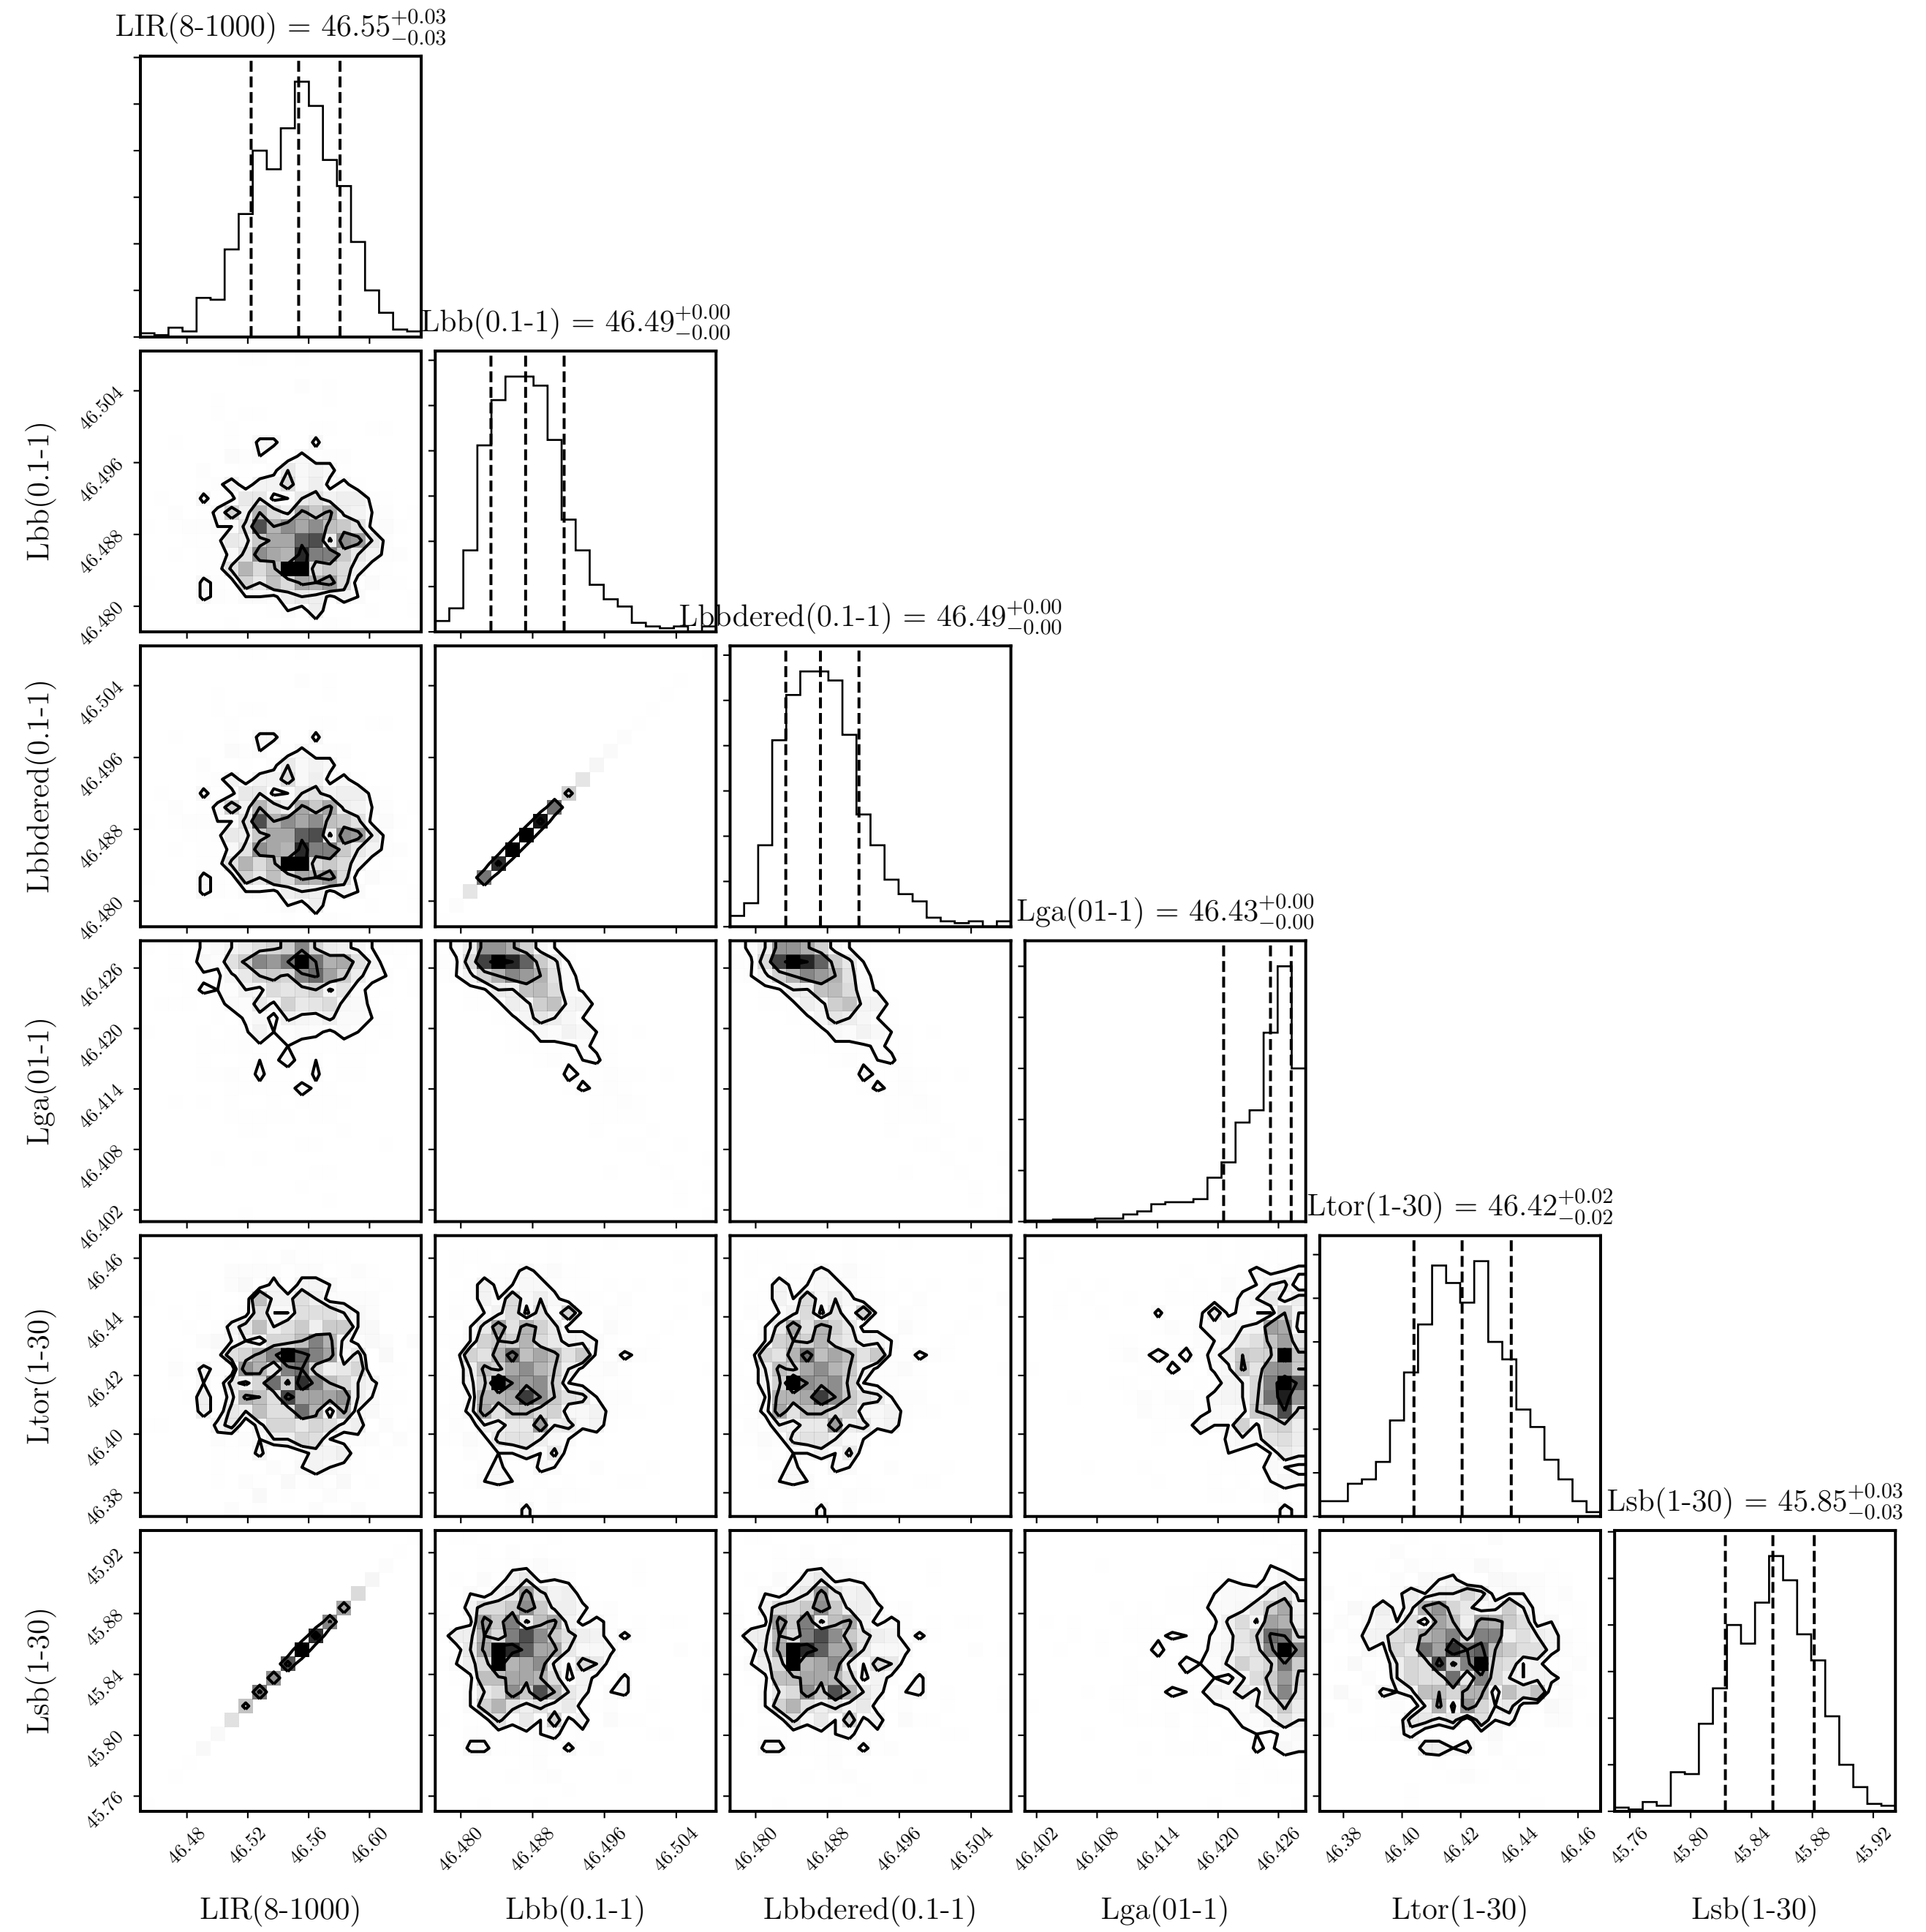 LIR(8-1000) = 46.55+0.03
−0.03
Lbb(0.1-1) = 46.49+0.00
−0.00
46.504
46.496
46.488
46.480
Lbb(0.1-1)
Lbbdered(0.1-1) = 46.49+0.00
−0.00
46.504
46.496
46.488
46.480
Lbbdered(0.1-1)
Lga(01-1) = 46.43+0.00
−0.00
46.426
46.420
46.414
46.408
46.402
Lga(01-1)
Ltor(1-30) = 46.42+0.02
−0.02
46.46
46.44
46.42
46.40
46.38
Ltor(1-30)
Lsb(1-30) = 45.85+0.03
−0.03
45.92
45.88
45.84
45.80
45.76
Lsb(1-30)
46.48 46.52 46.56 46.60 46.480 46.488 46.496 46.504 46.480 46.488 46.496 46.504 46.402 46.408 46.414 46.420 46.426 46.38 46.40 46.42 46.44 46.46 45.76 45.80 45.84 45.88 45.92
LIR(8-1000) Lbb(0.1-1) Lbbdered(0.1-1) Lga(01-1) Ltor(1-30) Lsb(1-30)